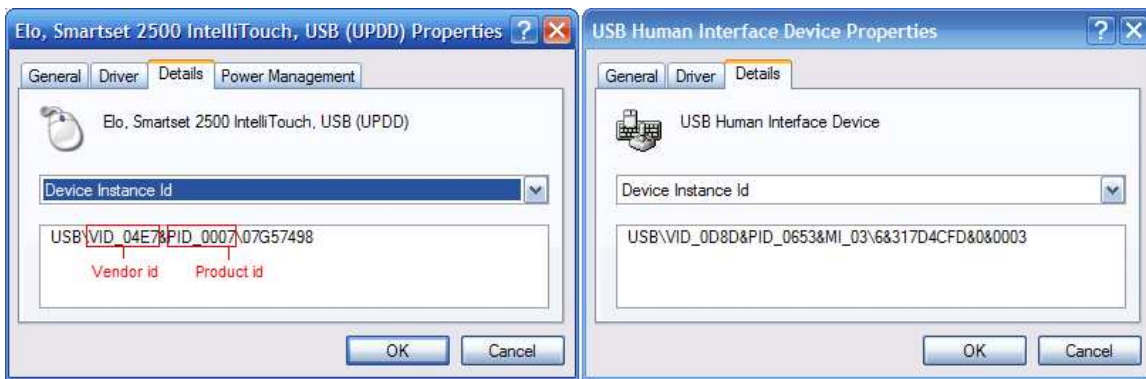 Elo, Smartset 2500 IntelliTouch, USB (UPDD) Properties
General Driver Details Power Management
Elo, Smartset 2500 IntelliTouch, USB (UPDD)
Device Instance Id
USB\VID_04E7&PID_0007\07G57498
Vendor id Product id
OK Cancel
USB Human Interface Device Properties
General Driver Details
USB Human Interface Device
Device Instance Id
USB\VID_0D8D&PID_0653&MI_03\6&317D4CFD&0&0003
OK Cancel